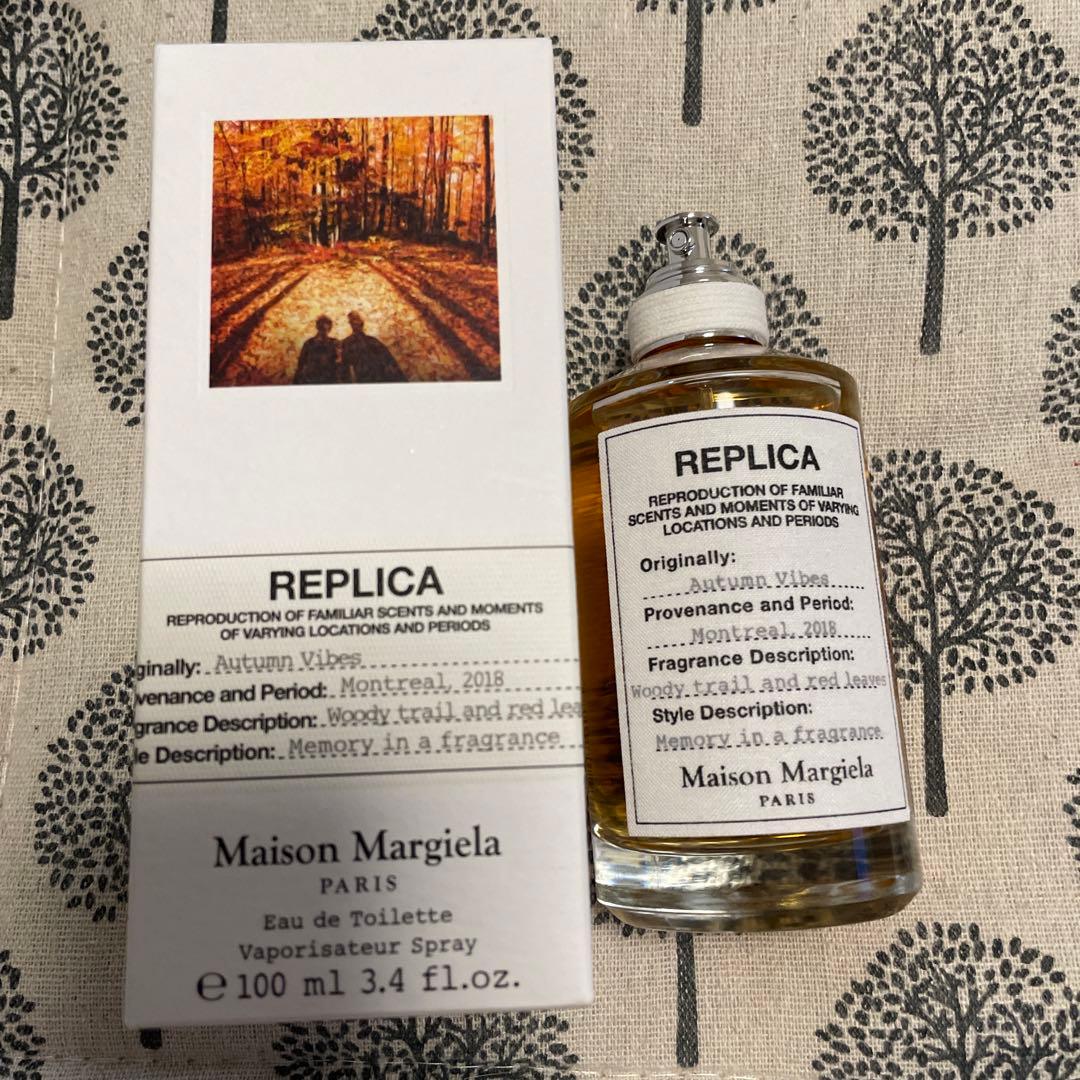 REPLICA
REPRODUCTION OF FAMILIAR SCENTS AND MOMENTS
OF VARYING LOCATIONS AND PERIODS
ginally: Autumn Vibes
venance and Period: Montreal, 2018
grance Description: Woody trail and red lea
le Description: Memory in a fragrance
Maison Margiela
PARIS
Eau de Toilette
Vaporisateur Spray
℮ 100 ml 3.4 fl.oz.
REPLICA
REPRODUCTION OF FAMILIAR
SCENTS AND MOMENTS OF VARYING
LOCATIONS AND PERIODS
Originally:
Autumn Vibes
Provenance and Period:
Montreal, 2018
Fragrance Description:
Woody trail and red leaves
Style Description:
Memory in a fragrance
Maison Margiela
PARIS